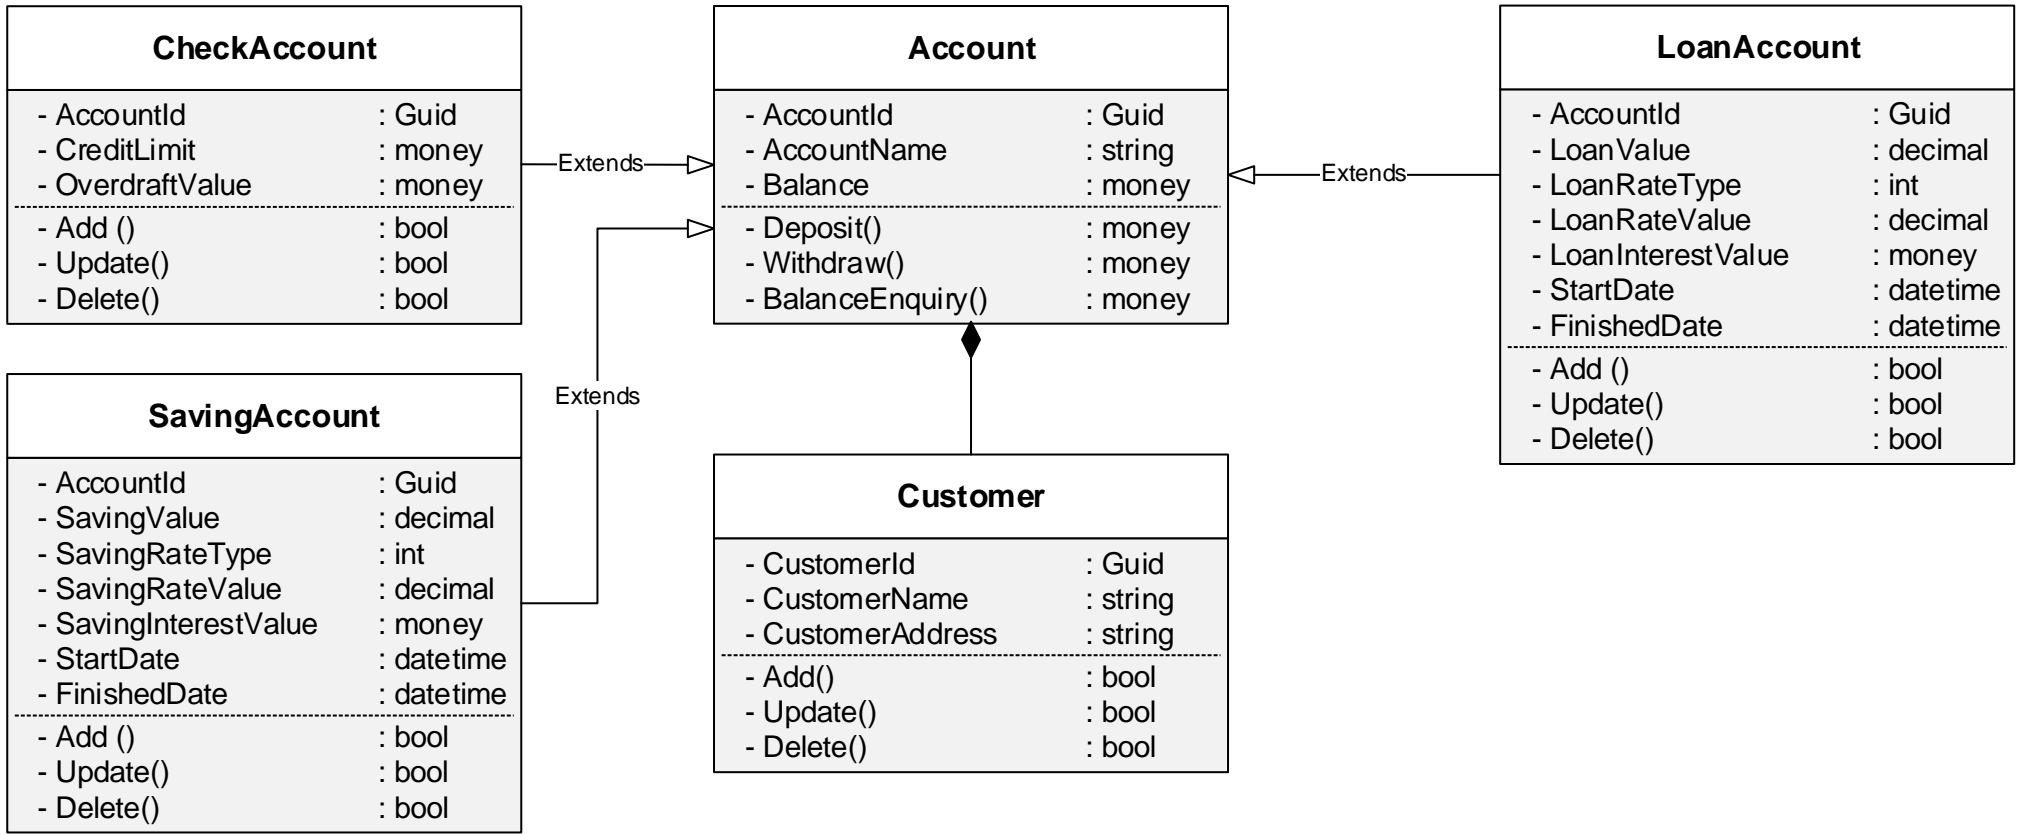 CheckAccount
- AccountId : Guid
- CreditLimit : money
- OverdraftValue : money
- Add () : bool
- Update() : bool
- Delete() : bool
Extends
Account
- AccountId : Guid
- AccountName : string
- Balance : money
- Deposit() : money
- Withdraw() : money
- BalanceEnquiry() : money
Extends
LoanAccount
- AccountId : Guid
- LoanValue : decimal
- LoanRateType : int
- LoanRateValue : decimal
- LoanInterestValue : money
- StartDate : datetime
- FinishedDate : datetime
- Add () : bool
- Update() : bool
- Delete() : bool
SavingAccount
- AccountId : Guid
- SavingValue : decimal
- SavingRateType : int
- SavingRateValue : decimal
- SavingInterestValue : money
- StartDate : datetime
- FinishedDate : datetime
- Add () : bool
- Update() : bool
- Delete() : bool
Extends
Customer
- CustomerId : Guid
- CustomerName : string
- CustomerAddress : string
- Add() : bool
- Update() : bool
- Delete() : bool